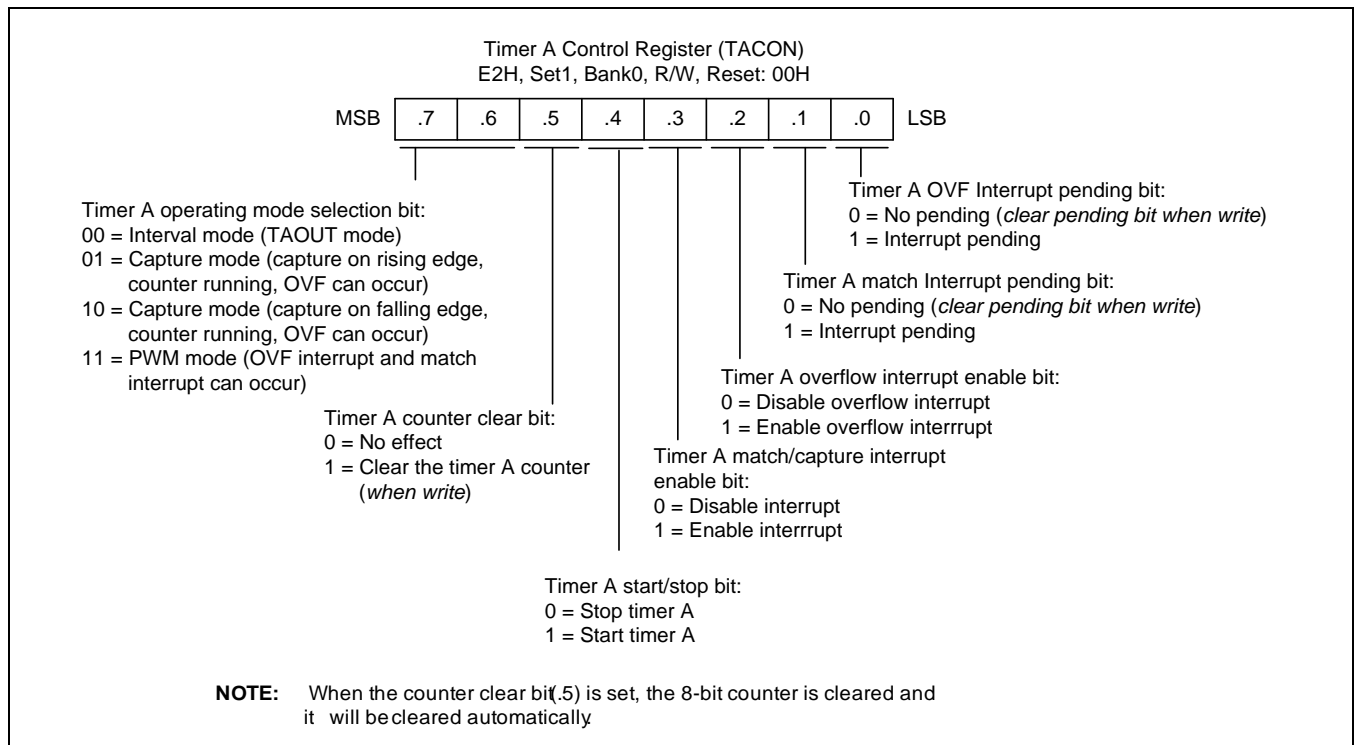 Timer A Control Register (TACON)
E2H, Set1, Bank0, R/W, Reset: 00H
MSB .7 .6 .5 .4 .3 .2 .1 .0 LSB
Timer A operating mode selection bit:
00 = Interval mode (TAOUT mode)
01 = Capture mode (capture on rising edge,
counter running, OVF can occur)
10 = Capture mode (capture on falling edge,
counter running, OVF can occur)
11 = PWM mode (OVF interrupt and match
interrupt can occur)
Timer A counter clear bit:
0 = No effect
1 = Clear the timer A counter
(when write)
Timer A start/stop bit:
0 = Stop timer A
1 = Start timer A
Timer A match/capture interrupt
enable bit:
0 = Disable interrupt
1 = Enable interrrupt
Timer A overflow interrupt enable bit:
0 = Disable overflow interrupt
1 = Enable overflow interrrupt
Timer A match Interrupt pending bit:
0 = No pending (clear pending bit when write)
1 = Interrupt pending
Timer A OVF Interrupt pending bit:
0 = No pending (clear pending bit when write)
1 = Interrupt pending
NOTE: When the counter clear bit(.5) is set, the 8-bit counter is cleared and
it will be cleared automatically.